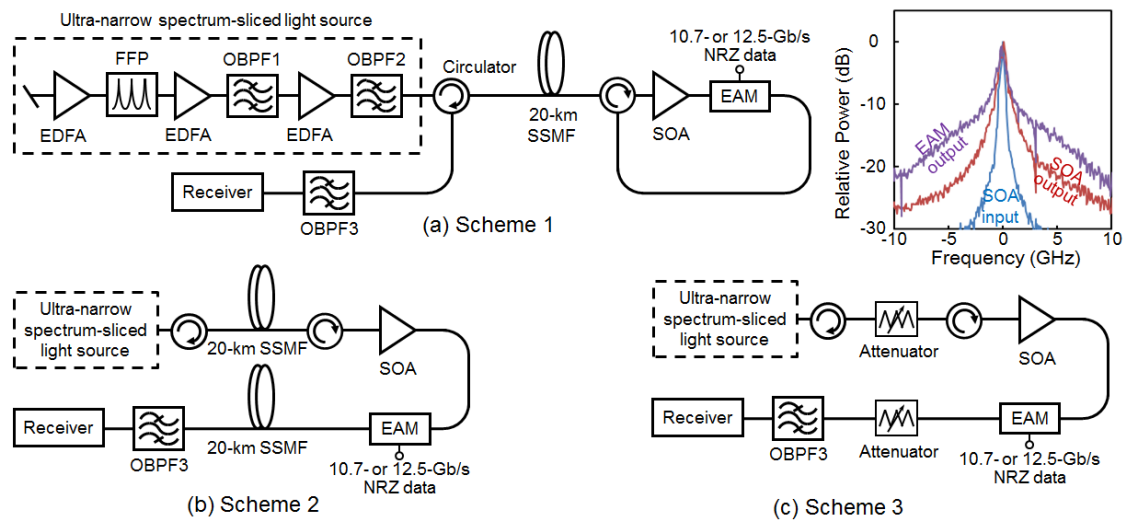 Ultra-narrow spectrum-sliced light source
FFP
OBPF1
OBPF2
EDFA
EDFA
EDFA
Circulator
20-km
SSMF
SOA
10.7- or 12.5-Gb/s
NRZ data
EAM
Receiver
OBPF3
(a) Scheme 1
Relative Power (dB)
0
-10
-20
-30
-10
-5
0
5
10
Frequency (GHz)
EAM
output
SOA
output
SOA
input
Ultra-narrow
spectrum-sliced
light source
20-km SSMF
SOA
Receiver
OBPF3
20-km SSMF
EAM
10.7- or 12.5-Gb/s
NRZ data
(b) Scheme 2
Ultra-narrow
spectrum-sliced
light source
Attenuator
SOA
Receiver
OBPF3
Attenuator
EAM
10.7- or 12.5-Gb/s
NRZ data
(c) Scheme 3